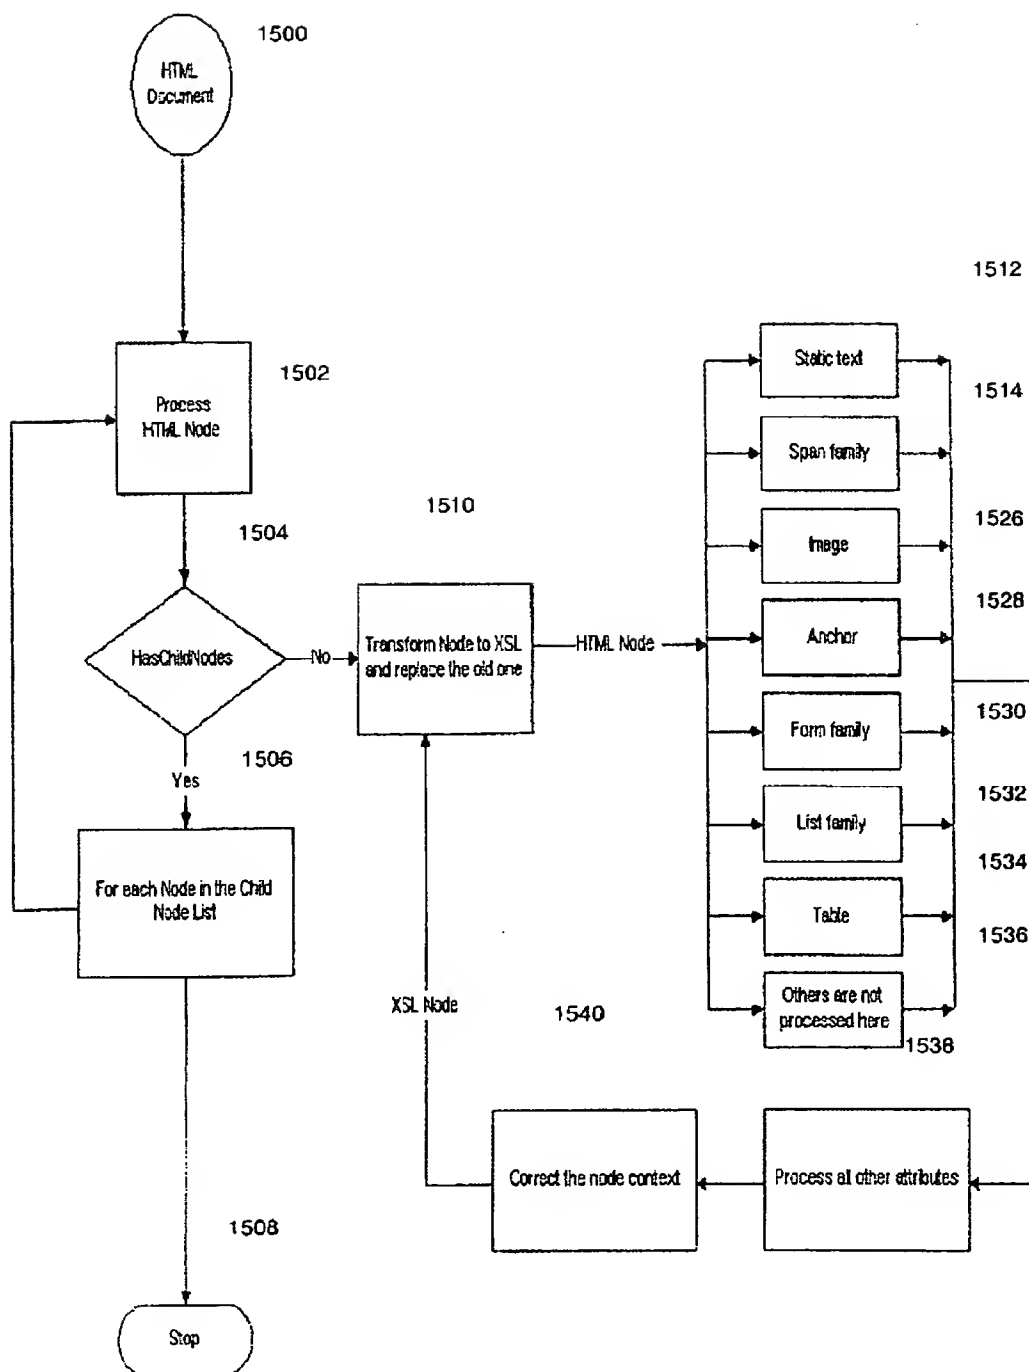 1500
HTML
Document
1512
1502
Process
HTML Node
Static text
1514
Span family
1510
1504
1526
Image
HasChildNodes
No
Transform Node to XSL
and replace the old one
HTML Node
1528
Anchor
1530
Form family
1506
Yes
1532
List family
1534
For each Node in the Child
Node List
Table
1536
XSL Node
1540
Others are not
processed here
1538
Correct the node context
Process all other attributes
1508
Stop